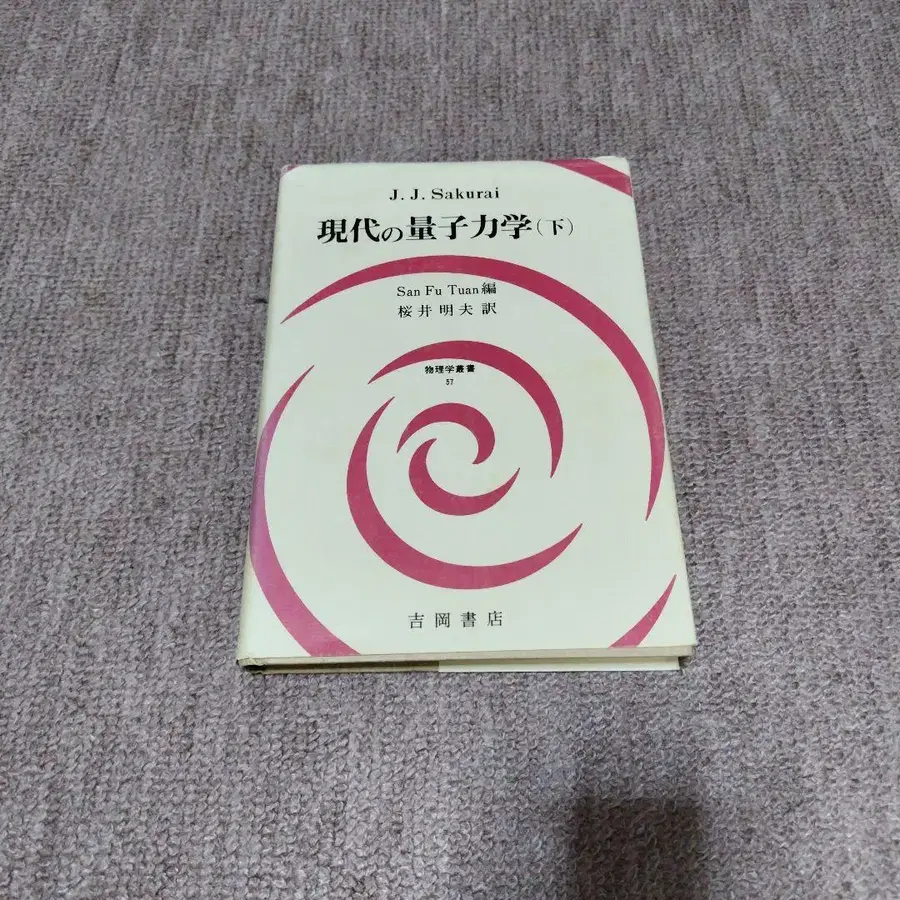 J. J. Sakurai
現代の量子力学(下)
San Fu Tuan編
桜井明夫訳
物理学叢書
57
吉岡書店